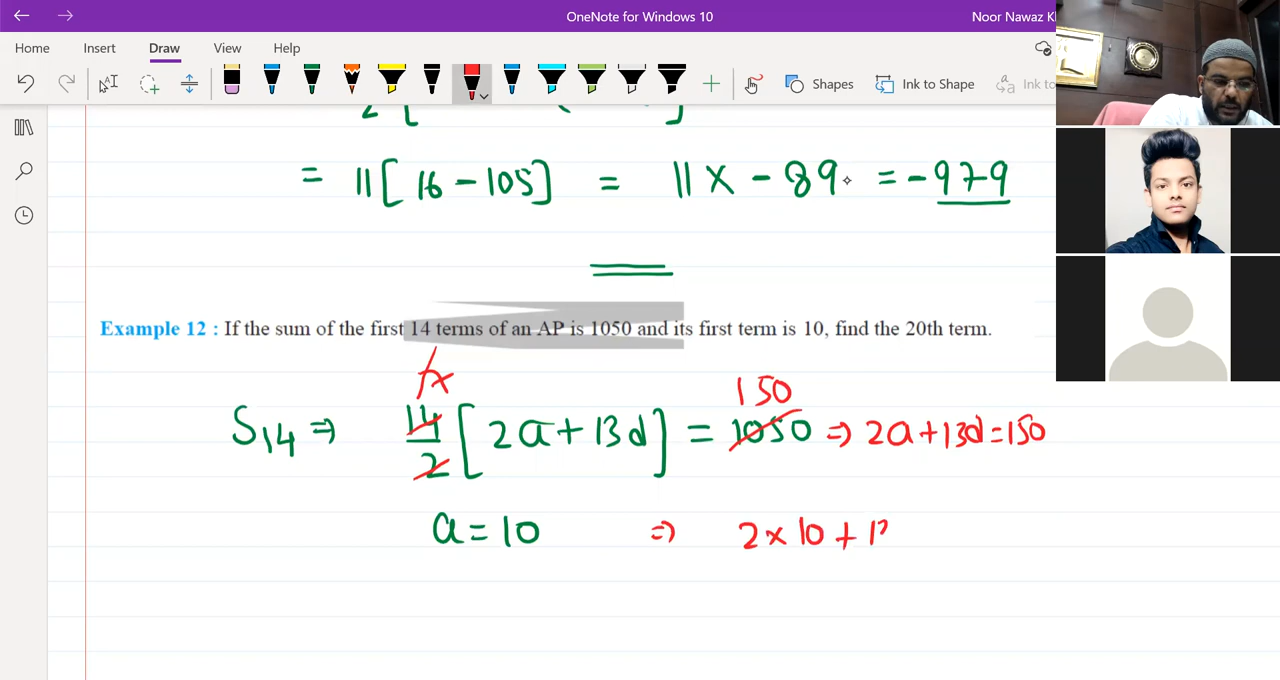 OneNote for Windows 10
Noor Nawaz Kh
Home Insert Draw View Help
Shapes Ink to Shape Ink to
= 11[16 - 105] = 11 X - 89 = - 979
Example 12 : If the sum of the first 14 terms of an AP is 1050 and its first term is 10, find the 20th term.
150
S14 ⇒ 14/2 [2a + 13d] = 1050 ⇒ 2a + 13d = 150
a = 10 ⇒ 2 × 10 + 1